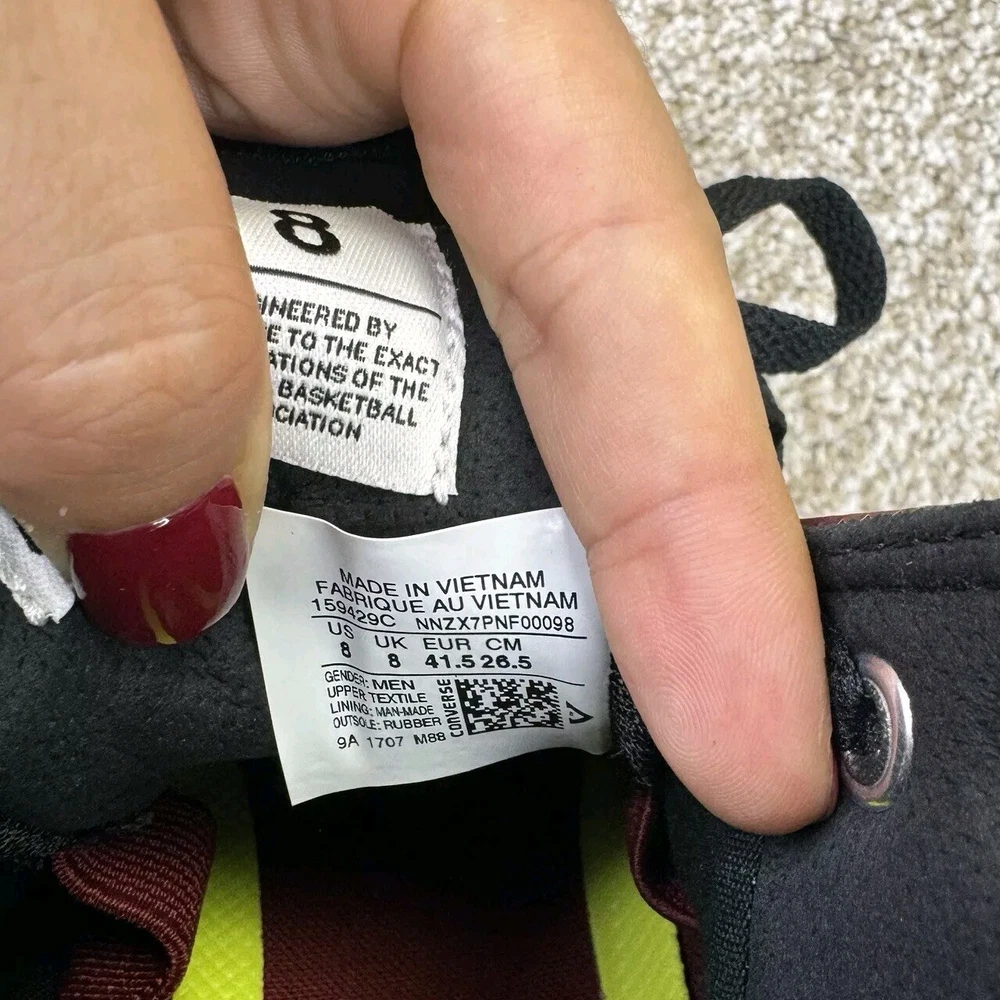 8
INEERED BY
E TO THE EXACT
ATIONS OF THE
BASKETBALL
CIATION
MADE IN VIETNAM
FABRIQUE AU VIETNAM
159429C NNZX7PNF00098
US UK EUR CM
8 8 41.5 26.5
GENDER: MEN
UPPER TEXTILE
LINING: MAN-MADE
OUTSOLE: RUBBER
9A 1707 M88
CONVERSE